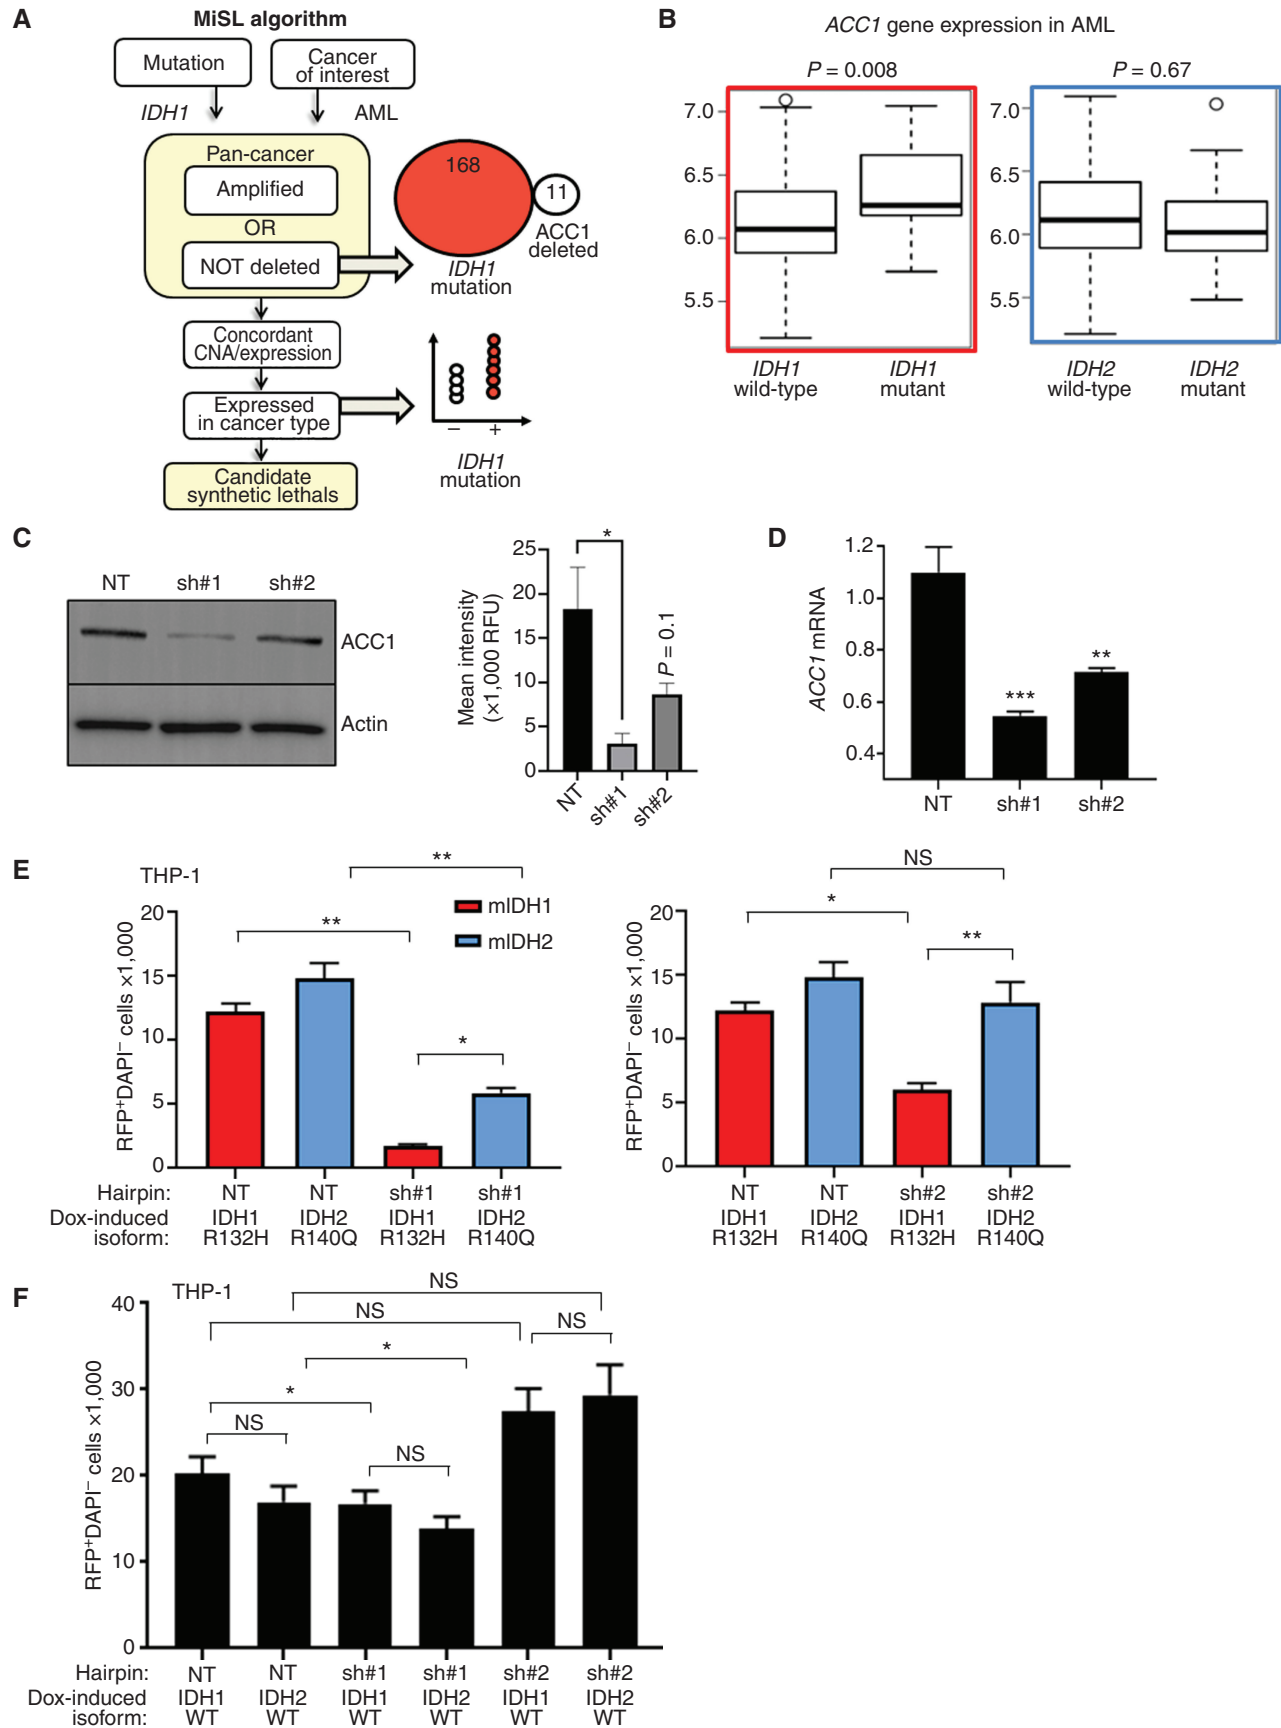 A
MiSL algorithm
Mutation
Cancer
of interest
IDH1
AML
Pan-cancer
Amplified
OR
NOT deleted
168
11
ACC1
deleted
IDH1
mutation
Concordant
CNA/expression
Expressed
in cancer type
Candidate
synthetic lethals
− +
IDH1
mutation
B
ACC1 gene expression in AML
P = 0.008
7.0
6.5
6.0
5.5
IDH1
wild-type
IDH1
mutant
P = 0.67
7.0
6.5
6.0
5.5
IDH2
wild-type
IDH2
mutant
C
NT sh#1 sh#2
ACC1
Actin
Mean intensity
(×1,000 RFU)
25
20
15
10
5
0
*
P = 0.1
NT
sh#1
sh#2
D
ACC1 mRNA
1.2
1.0
0.8
0.6
0.4
***
**
NT sh#1 sh#2
E
THP-1
RFP+DAPI− cells ×1,000
20
15
10
5
0
**
**
*
mIDH1
mIDH2
Hairpin: NT NT sh#1 sh#1
Dox-induced IDH1 IDH2 IDH1 IDH2
isoform: R132H R140Q R132H R140Q
RFP+DAPI− cells ×1,000
20
15
10
5
0
NS
*
**
NT NT sh#2 sh#2
IDH1 IDH2 IDH1 IDH2
R132H R140Q R132H R140Q
F
THP-1
RFP+DAPI− cells ×1,000
40
30
20
10
0
NS
NS
NS
*
*
NS
NS
Hairpin: NT NT sh#1 sh#1 sh#2 sh#2
Dox-induced IDH1 IDH2 IDH1 IDH2 IDH1 IDH2
isoform: WT WT WT WT WT WT